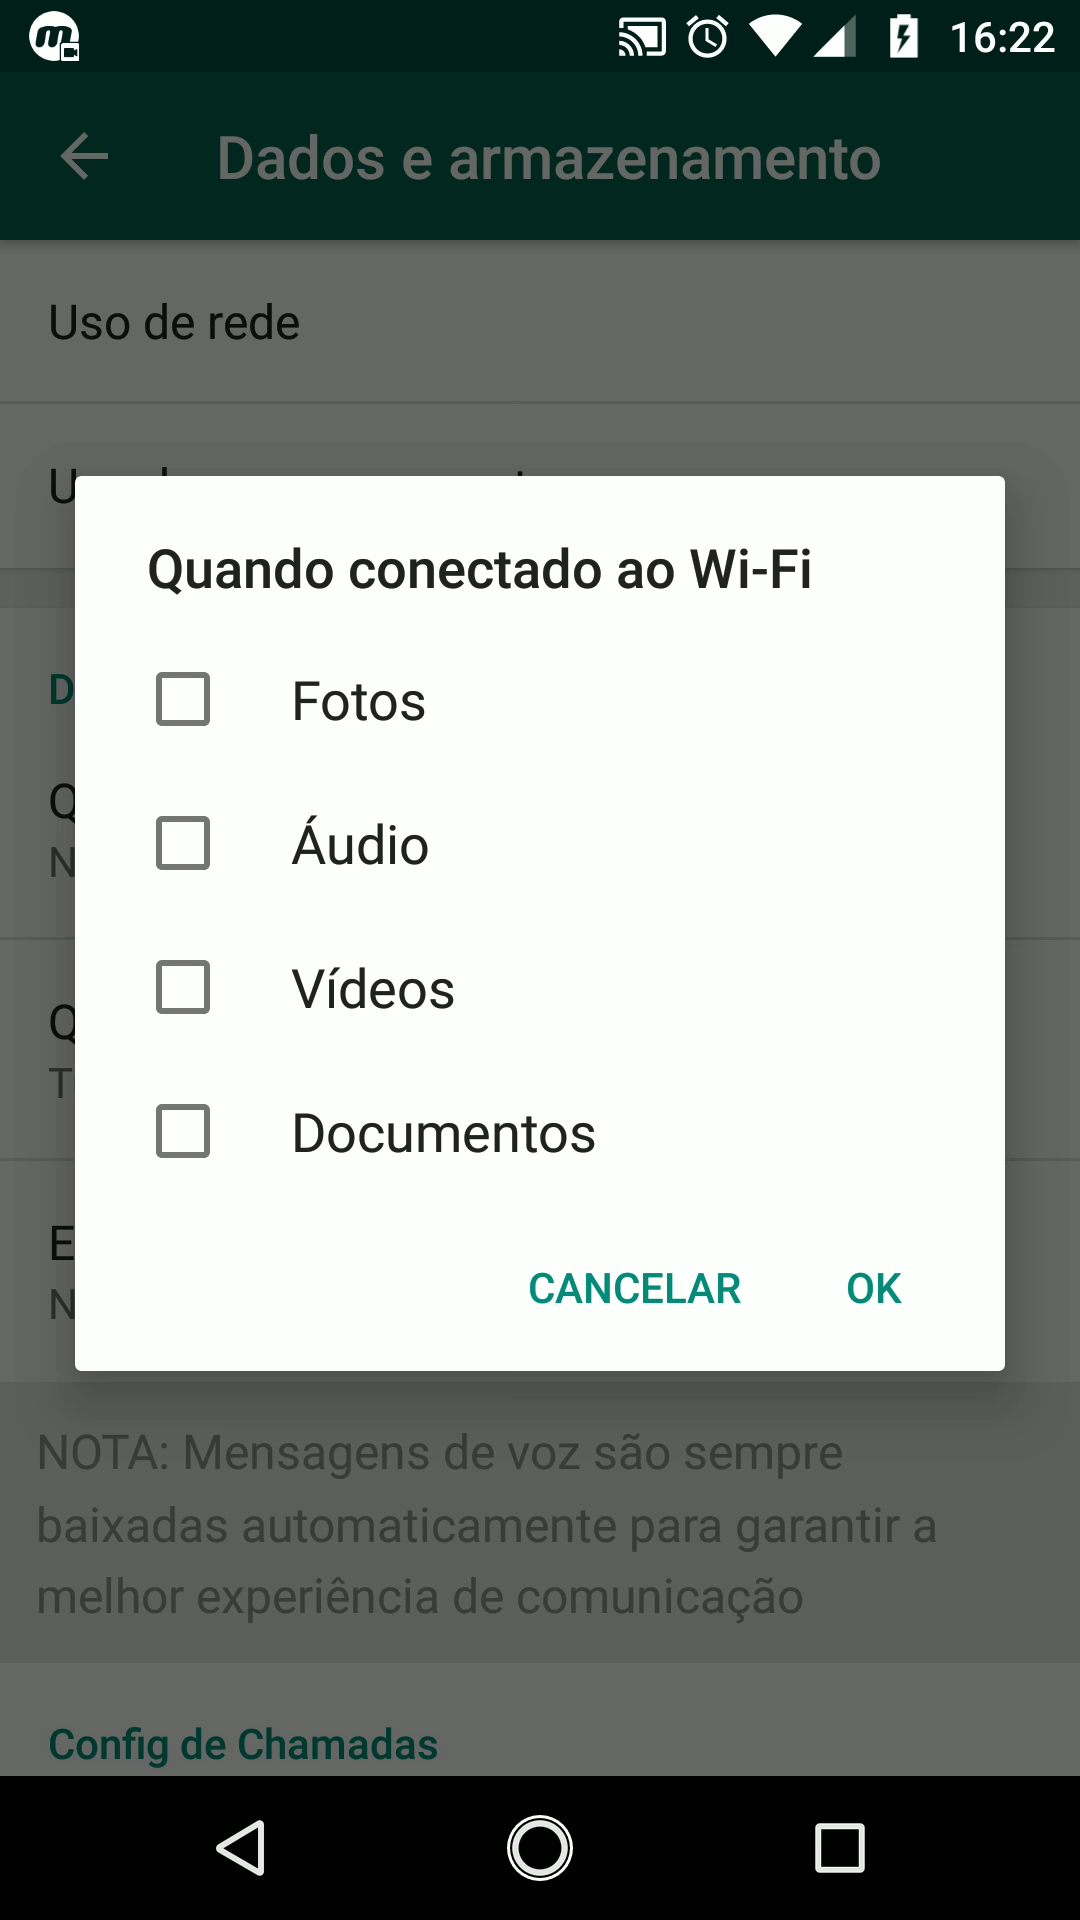 16:22
Dados e armazenamento
Uso de rede
Quando conectado ao Wi-Fi
Fotos
Áudio
Vídeos
Documentos
CANCELAR OK
NOTA: Mensagens de voz são sempre
baixadas automaticamente para garantir a
melhor experiência de comunicação
Config de Chamadas